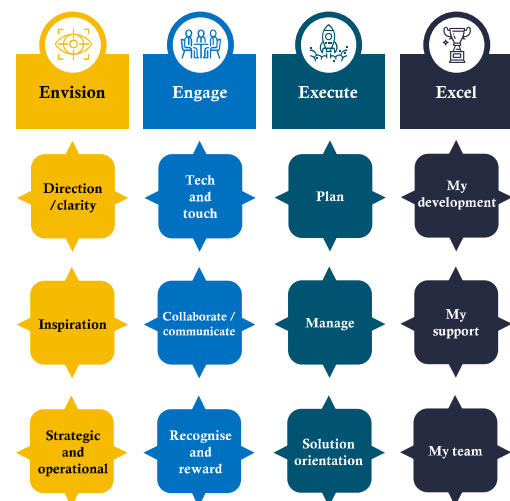 Envision
Engage
Execute
Excel
Direction
/clarity
Tech
and
touch
Plan
My
development
Inspiration
Collaborate /
communicate
Manage
My
support
Strategic
and
operational
Recognise
and
reward
Solution
orientation
My team